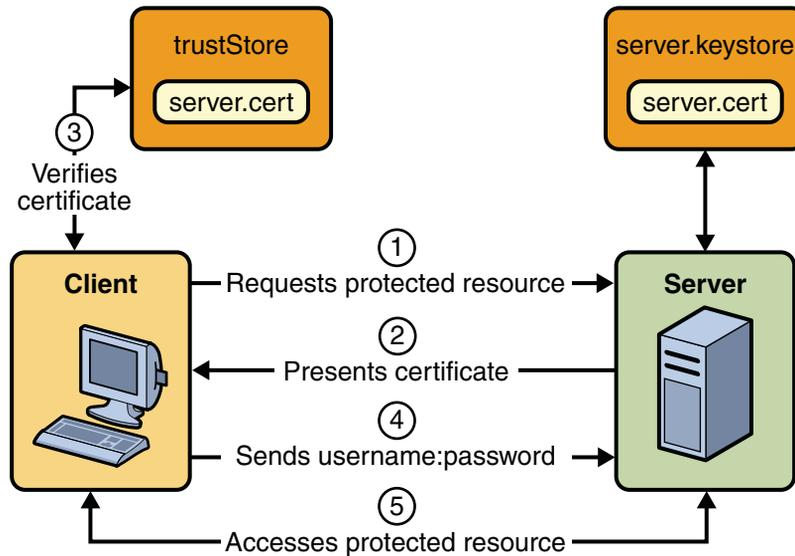 trustStore
server.cert
server.keystore
server.cert
3
Verifies
certificate
Client
Server
1
Requests protected resource
2
Presents certificate
4
Sends username:password
5
Accesses protected resource